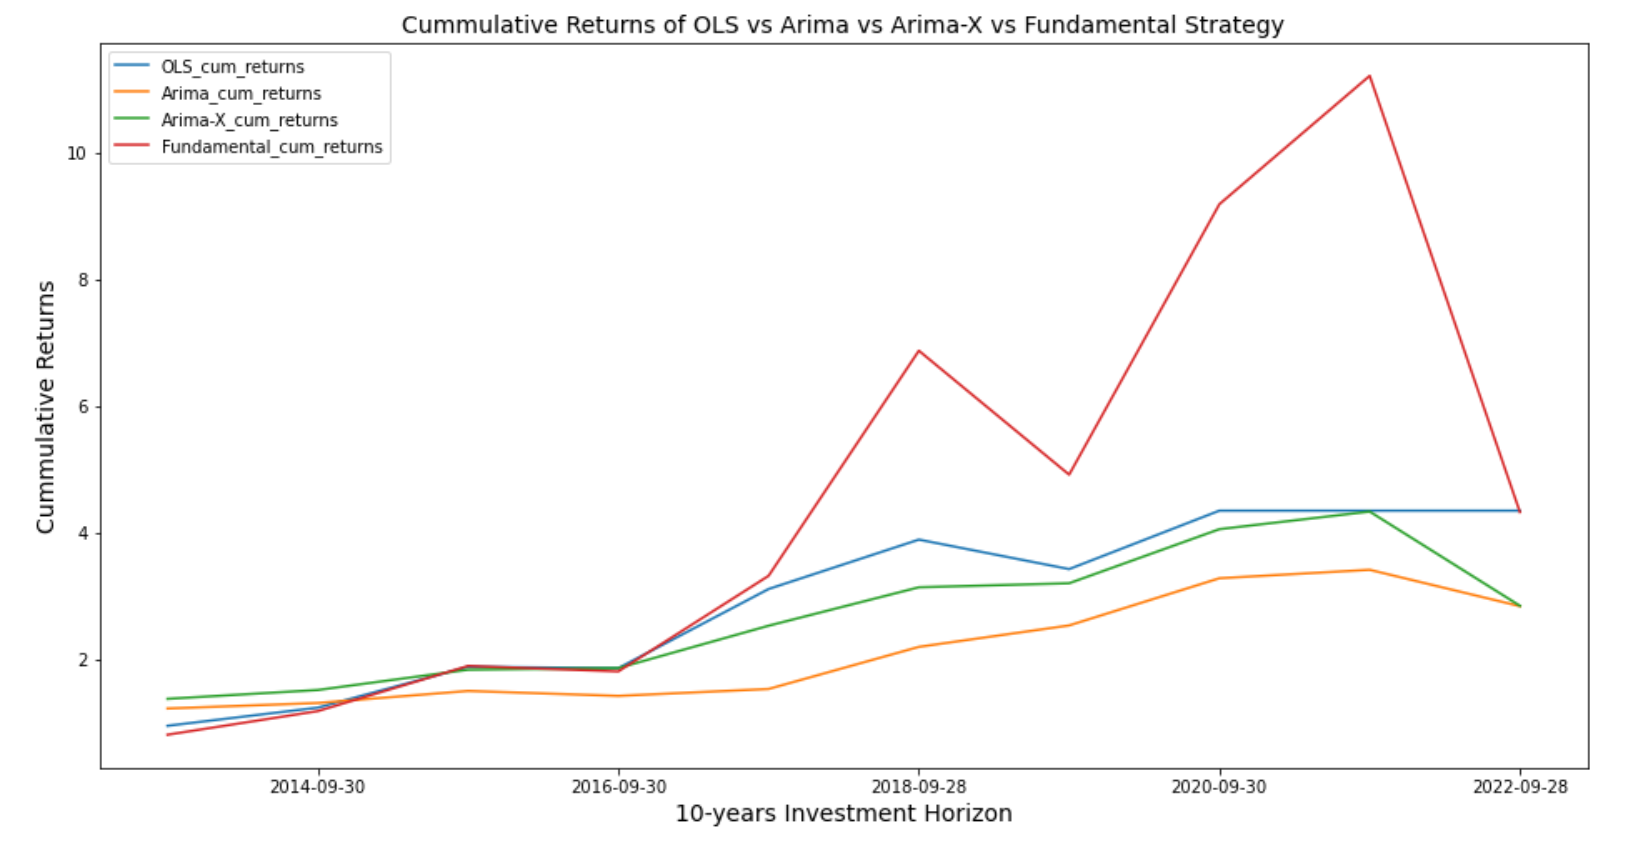 Cummulative Returns of OLS vs Arima vs Arima-X vs Fundamental Strategy
OLS_cum_returns
Arima_cum_returns
Arima-X_cum_returns
Fundamental_cum_returns
10
8
6
4
2
Cummulative Returns
2014-09-30
2016-09-30
2018-09-28
2020-09-30
2022-09-28
10-years Investment Horizon